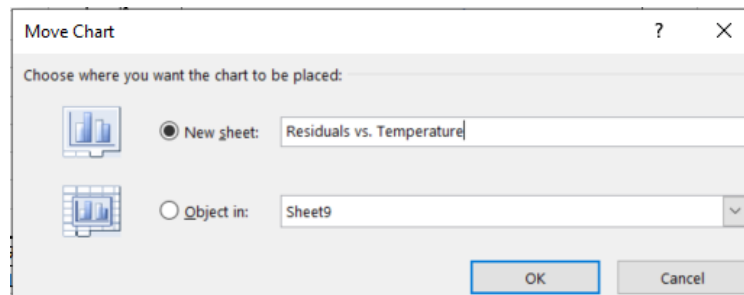 Move Chart ? ×
Choose where you want the chart to be placed:
New sheet: Residuals vs. Temperature
Object in: Sheet9
OK Cancel